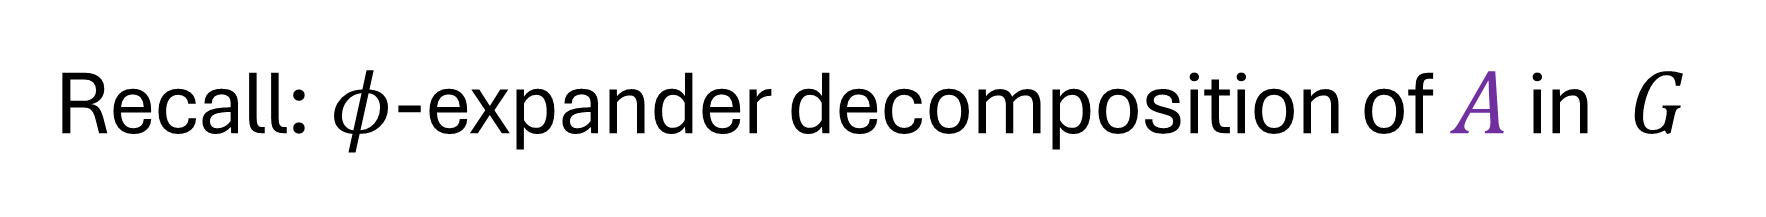 Recall: ϕ-expander decomposition of A in G